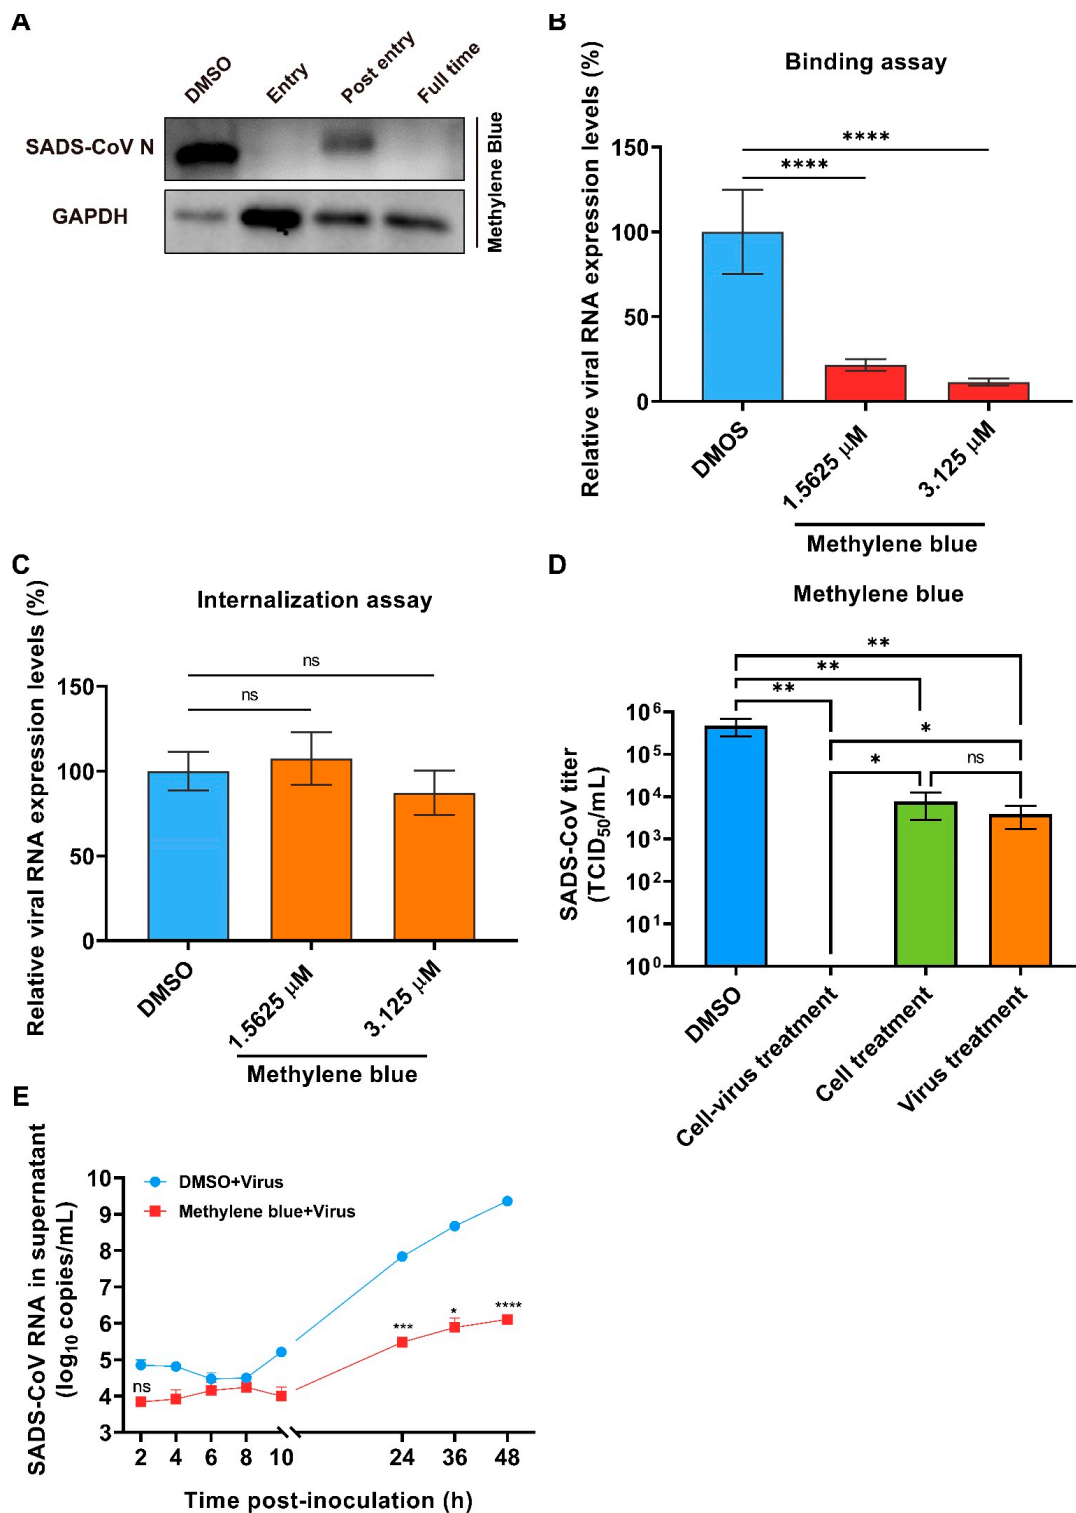 A
DMSO
Entry
Post entry
Full time
SADS-CoV N
GAPDH
Methylene Blue
B
Binding assay
Relative viral RNA expression levels (%)
150
100
50
0
****
****
DMOS
1.5625 μM
3.125 μM
Methylene blue
C
Internalization assay
Relative viral RNA expression levels (%)
150
100
50
0
ns
ns
DMSO
1.5625 μM
3.125 μM
Methylene blue
D
Methylene blue
SADS-CoV titer
(TCID50/mL)
10⁶
10⁵
10⁴
10³
10²
10¹
10⁰
**
**
**
*
*
ns
DMSO
Cell-virus treatment
Cell treatment
Virus treatment
E
SADS-CoV RNA in supernatant
(log10 copies/mL)
10
9
8
7
6
5
4
3
DMSO+Virus
Methylene blue+Virus
ns
***
*
****
2 4 6 8 10 24 36 48
Time post-inoculation (h)